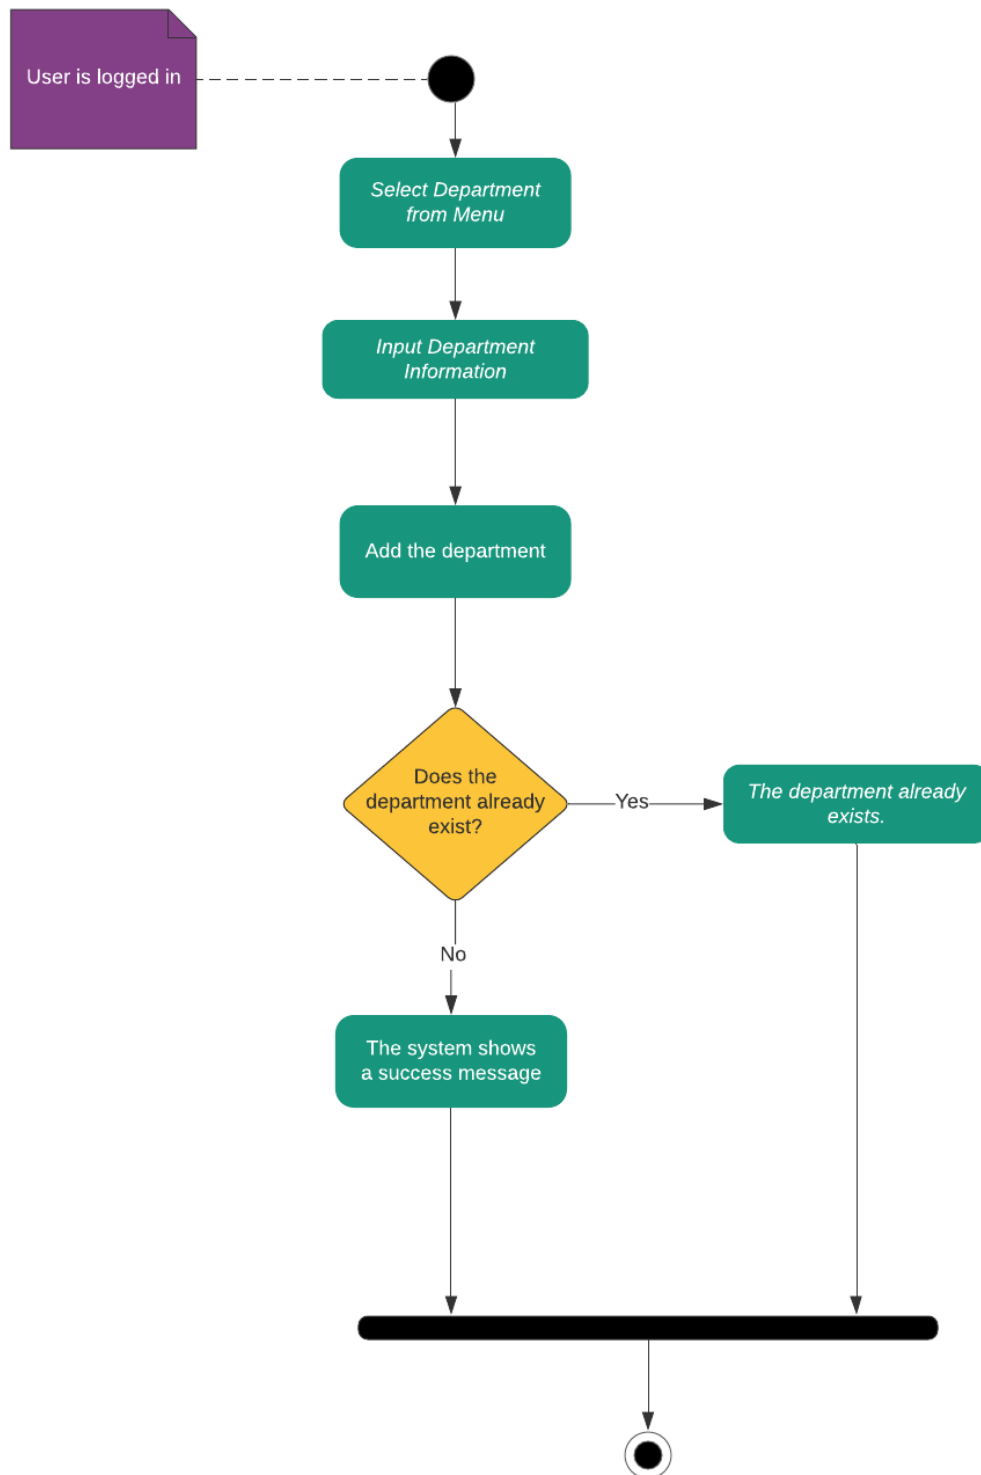 User is logged in
Select Department
from Menu
Input Department
Information
Add the department
Does the
department already
exist?
Yes
The department already
exists.
No
The system shows
a success message